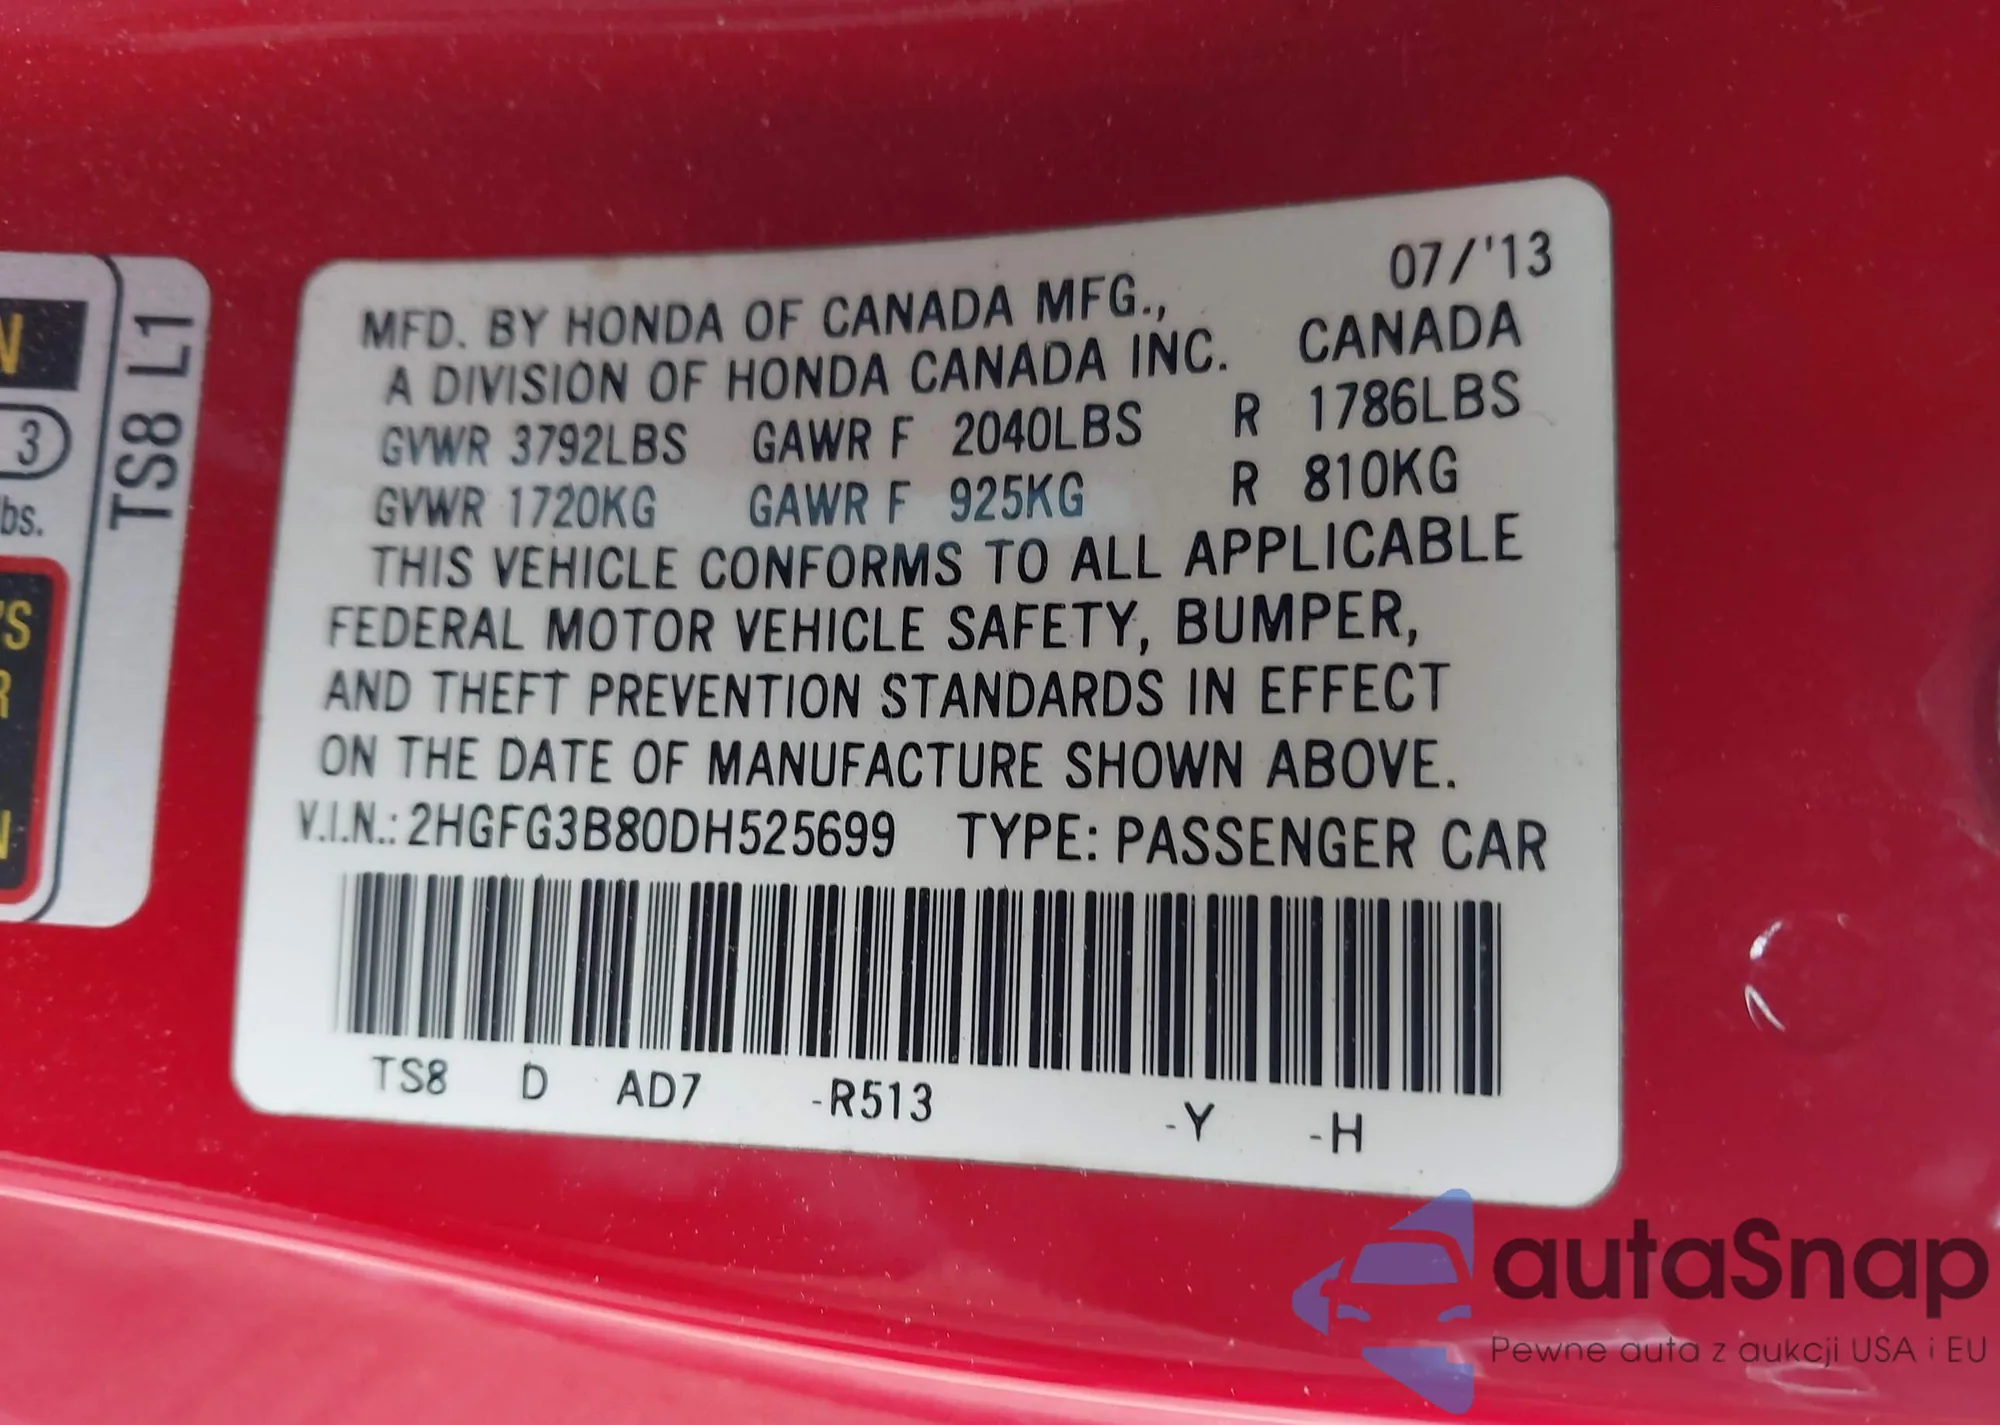 N
3
bs.
'S
R
N
TS8 L1
07/'13
MFD. BY HONDA OF CANADA MFG.,
A DIVISION OF HONDA CANADA INC. CANADA
GVWR 3792LBS GAWR F 2040LBS R 1786LBS
GVWR 1720KG GAWR F 925KG R 810KG
THIS VEHICLE CONFORMS TO ALL APPLICABLE
FEDERAL MOTOR VEHICLE SAFETY, BUMPER,
AND THEFT PREVENTION STANDARDS IN EFFECT
ON THE DATE OF MANUFACTURE SHOWN ABOVE.
V.I.N.: 2HGFG3B80DH525699 TYPE: PASSENGER CAR
TS8 D AD7 -R513 -Y -H
autaSnap
Pewne auta z aukcji USA i EU